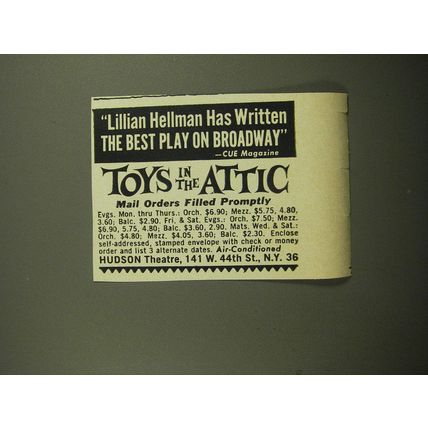 "Lillian Hellman Has Written
THE BEST PLAY ON BROADWAY"
—CUE Magazine
TOYS IN THE ATTIC
Mail Orders Filled Promptly
Evgs. Mon. thru Thurs.: Orch. $6.90; Mezz. $5.75, 4.80,
3.60; Balc. $2.90. Fri. & Sat. Evgs.: Orch. $7.50; Mezz.
$6.90, 5.75, 4.80; Balc. $3.60, 2.90. Mats. Wed. & Sat.:
Orch. $4.80; Mezz. $4.05, 3.60; Balc. $2.30. Enclose
self-addressed, stamped envelope with check or money
order and list 3 alternate dates. Air-Conditioned
HUDSON Theatre, 141 W. 44th St., N.Y. 36